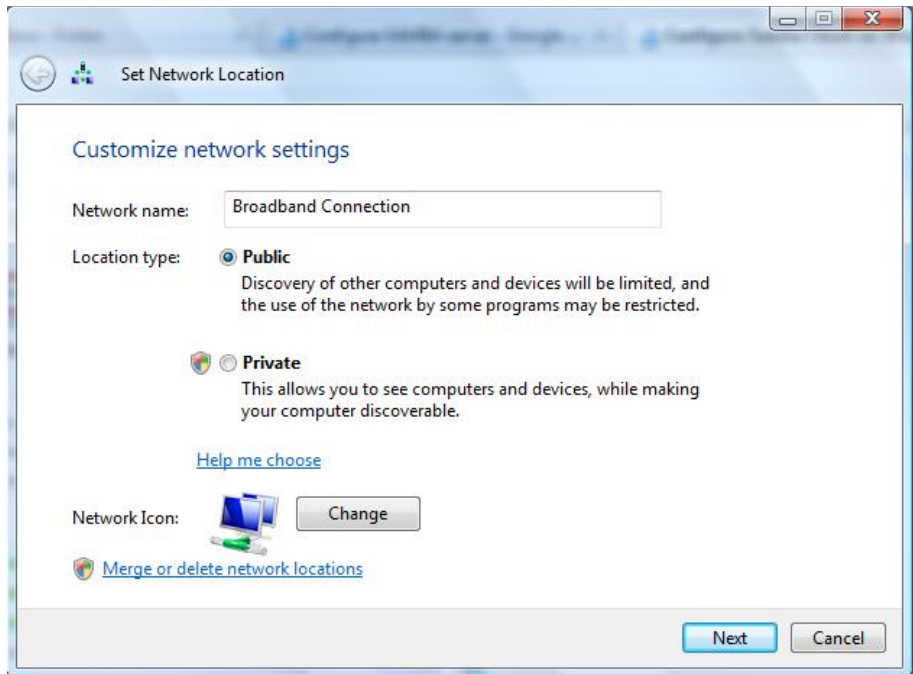 Set Network Location
Customize network settings
Network name: Broadband Connection
Location type: Public
Discovery of other computers and devices will be limited, and
the use of the network by some programs may be restricted.
Private
This allows you to see computers and devices, while making
your computer discoverable.
Help me choose
Network Icon: Change
Merge or delete network locations
Next Cancel